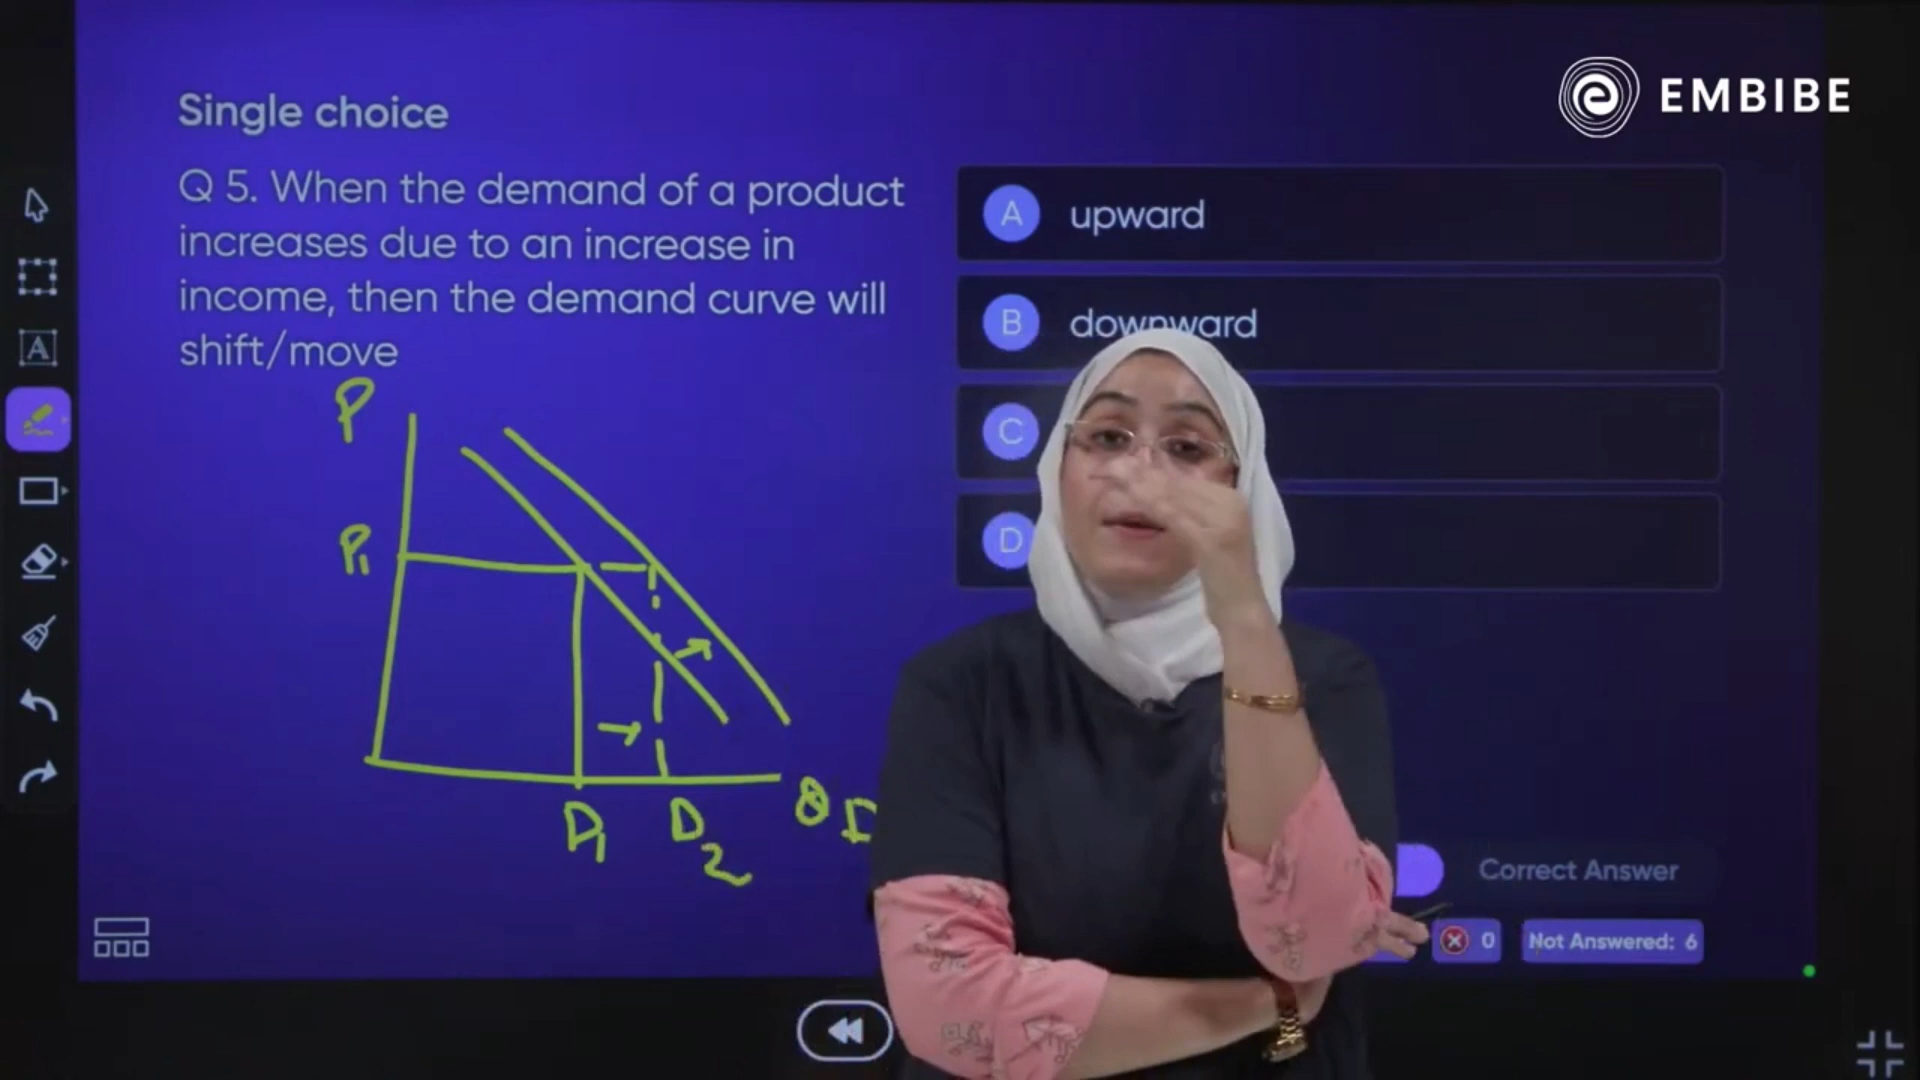 EMBIBE
Single choice
Q 5. When the demand of a product
increases due to an increase in
income, then the demand curve will
shift/move
A upward
B downward
C
D
P
P1
D1 D2
Correct Answer
0
Not Answered: 6
A